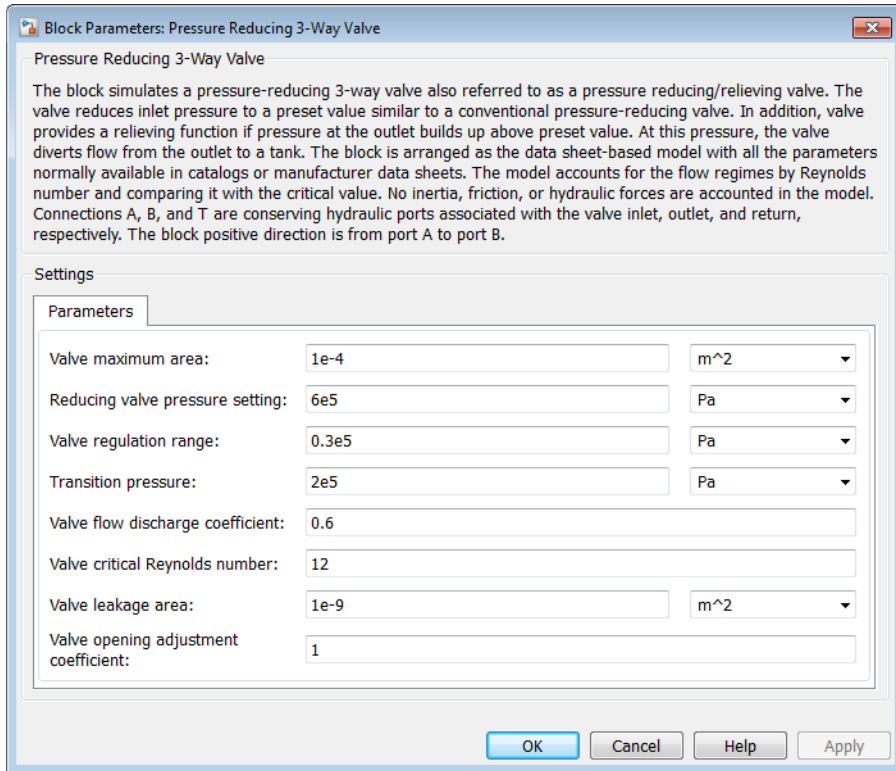 Block Parameters: Pressure Reducing 3-Way Valve
Pressure Reducing 3-Way Valve
The block simulates a pressure-reducing 3-way valve also referred to as a pressure reducing/relieving valve. The
valve reduces inlet pressure to a preset value similar to a conventional pressure-reducing valve. In addition, valve
provides a relieving function if pressure at the outlet builds up above preset value. At this pressure, the valve
diverts flow from the outlet to a tank. The block is arranged as the data sheet-based model with all the parameters
normally available in catalogs or manufacturer data sheets. The model accounts for the flow regimes by Reynolds
number and comparing it with the critical value. No inertia, friction, or hydraulic forces are accounted in the model.
Connections A, B, and T are conserving hydraulic ports associated with the valve inlet, outlet, and return,
respectively. The block positive direction is from port A to port B.
Settings
Parameters
Valve maximum area: 1e-4 m^2
Reducing valve pressure setting: 6e5 Pa
Valve regulation range: 0.3e5 Pa
Transition pressure: 2e5 Pa
Valve flow discharge coefficient: 0.6
Valve critical Reynolds number: 12
Valve leakage area: 1e-9 m^2
Valve opening adjustment
coefficient: 1
OK Cancel Help Apply